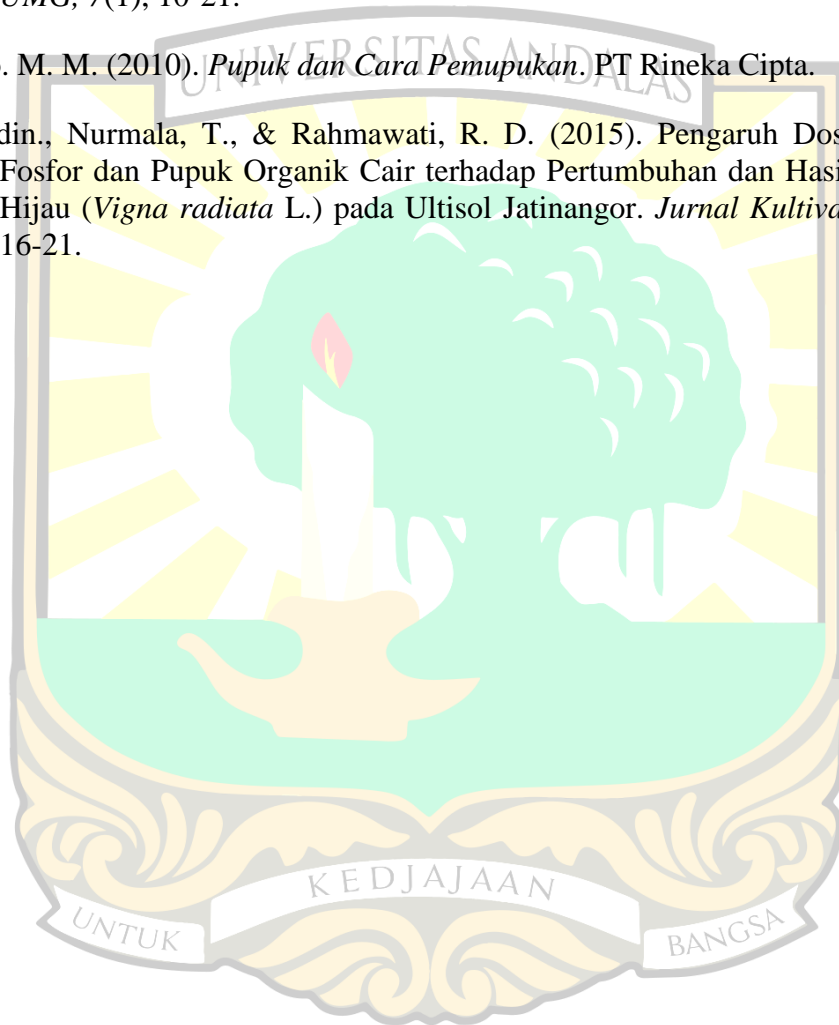 UMG, 7(1), 10-21.
UNIVERSITAS ANDALAS
M. M. (2010). Pupuk dan Cara Pemupukan. PT Rineka Cipta.
din., Nurmala, T., & Rahmawati, R. D. (2015). Pengaruh Dos
Fosfor dan Pupuk Organik Cair terhadap Pertumbuhan dan Hasi
Hijau (Vigna radiata L.) pada Ultisol Jatinangor. Jurnal Kultiva
16-21.
KEDJAJAAN
UNTUK
BANGSA